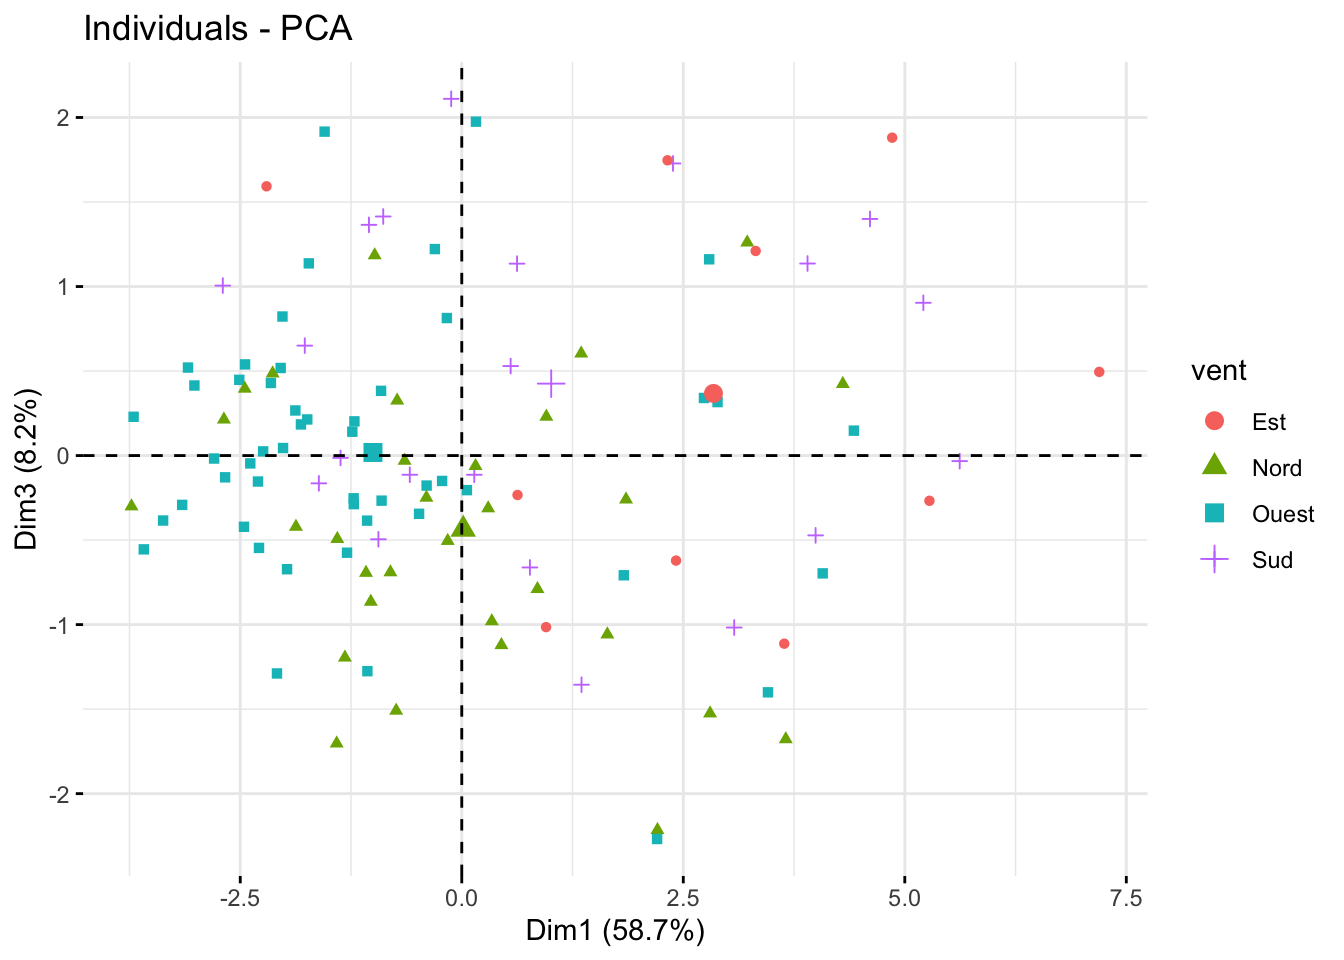 Individuals - PCA
2
1
0
-1
-2
Dim3 (8.2%)
-2.5 0.0 2.5 5.0 7.5
Dim1 (58.7%)
vent
Est
Nord
Ouest
Sud